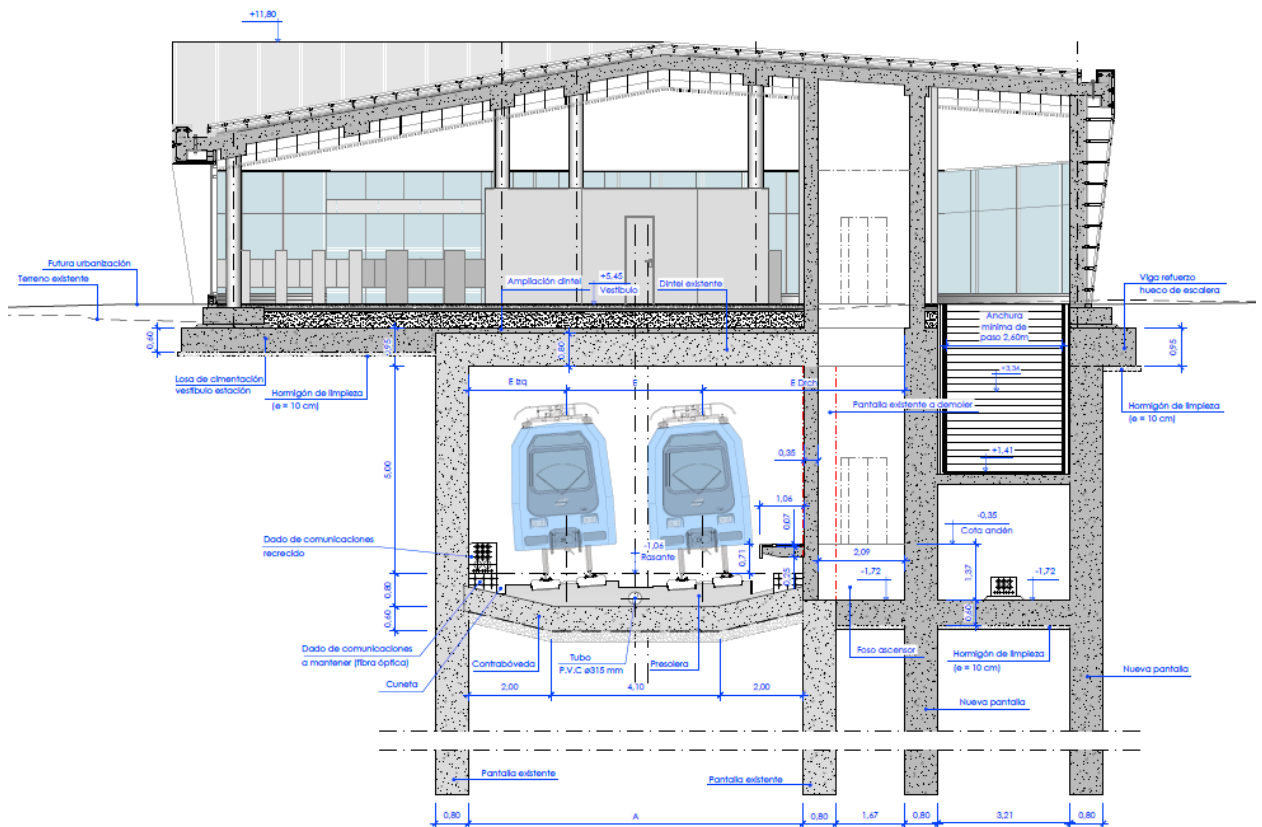 +11,80
Futura urbanización
Terreno existente
Ampliación dintel
+5,45
Vestíbulo
Dintel existente
Viga refuerzo
hueco de escalera
Anchura
mínima de
paso 2,60m
0,60
0,95
0,80
0,95
Losa de cimentación
vestíbulo estación
Hormigón de limpieza
(e = 10 cm)
E Izq
E
E Drch
+3,34
Pantalla existente a demoler
Hormigón de limpieza
(e = 10 cm)
5,00
0,35
+1,41
1,06
0,07
-0,35
Cota andén
Dado de comunicaciones
recrecido
-1,06
Rasante
0,71
2,09
1,37
0,25
-1,72
-1,72
0,80
0,60
0,60
Dado de comunicaciones
a mantener (fibra óptica)
Cuneta
Contrabóveda
Tubo
P.V.C ø315 mm
Presolera
Foso ascensor
Hormigón de limpieza
(e = 10 cm)
Nueva pantalla
2,00
4,10
2,00
Nueva pantalla
Pantalla existente
Pantalla existente
0,80
A
0,80
1,67
0,80
3,21
0,80